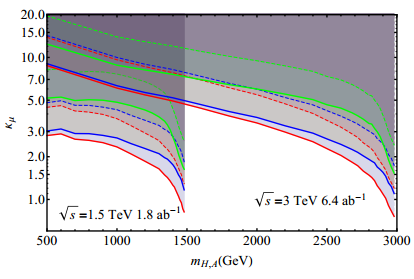 20.0
15.0
10.0
7.0
5.0
3.0
2.0
1.5
1.0
κμ
√s = 1.5 TeV 1.8 ab⁻¹
√s = 3 TeV 6.4 ab⁻¹
500 1000 1500 2000 2500 3000
m_{H,A}(GeV)